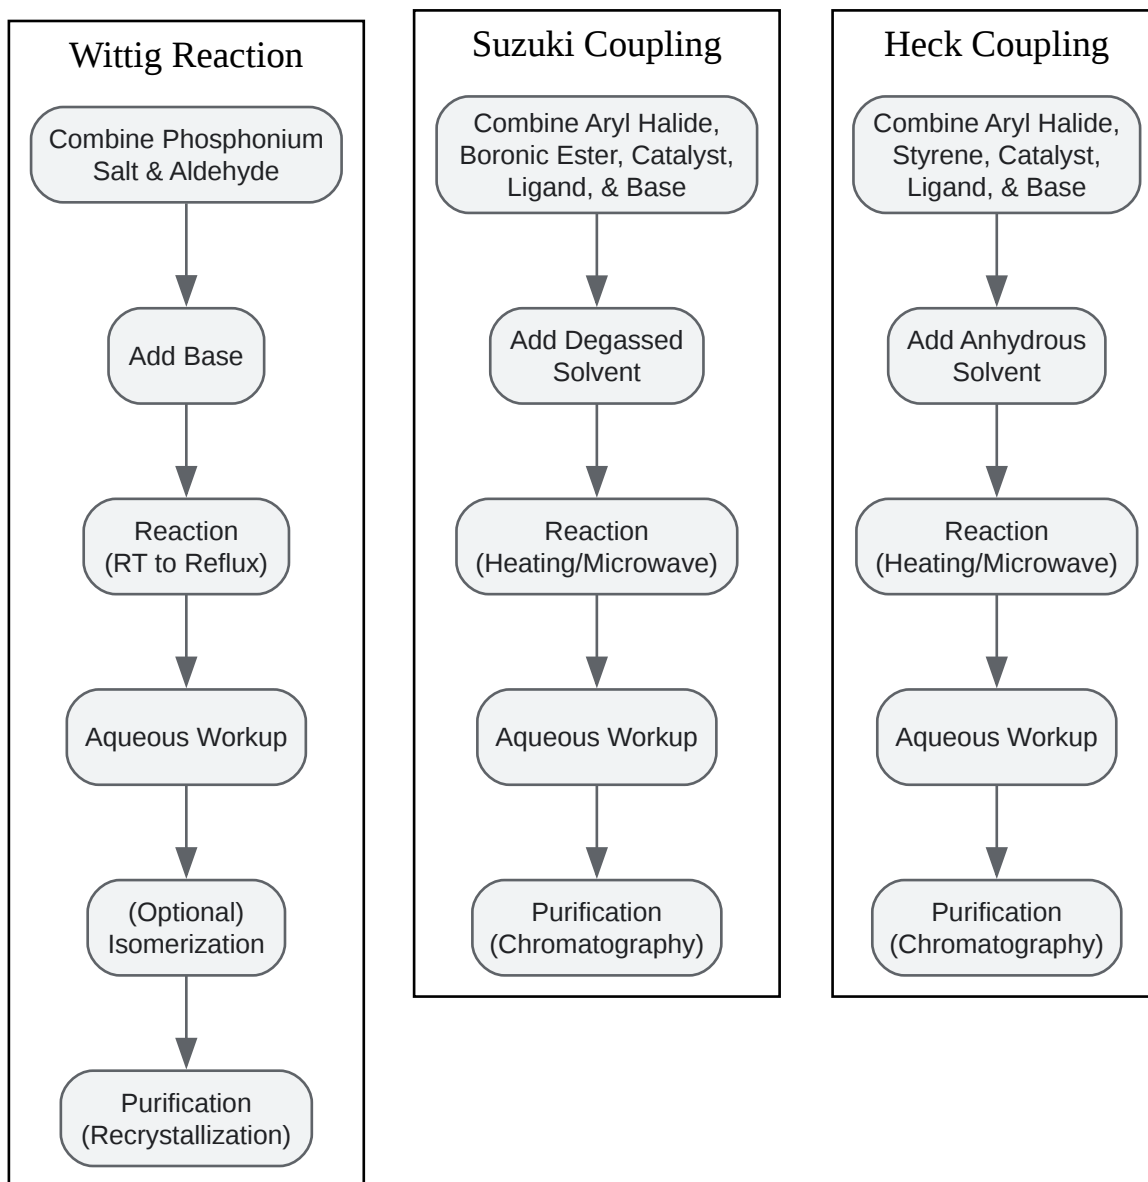 Wittig Reaction
Combine Phosphonium
Salt & Aldehyde
Add Base
Reaction
(RT to Reflux)
Aqueous Workup
(Optional)
Isomerization
Purification
(Recrystallization)
Suzuki Coupling
Combine Aryl Halide,
Boronic Ester, Catalyst,
Ligand, & Base
Add Degassed
Solvent
Reaction
(Heating/Microwave)
Aqueous Workup
Purification
(Chromatography)
Heck Coupling
Combine Aryl Halide,
Styrene, Catalyst,
Ligand, & Base
Add Anhydrous
Solvent
Reaction
(Heating/Microwave)
Aqueous Workup
Purification
(Chromatography)